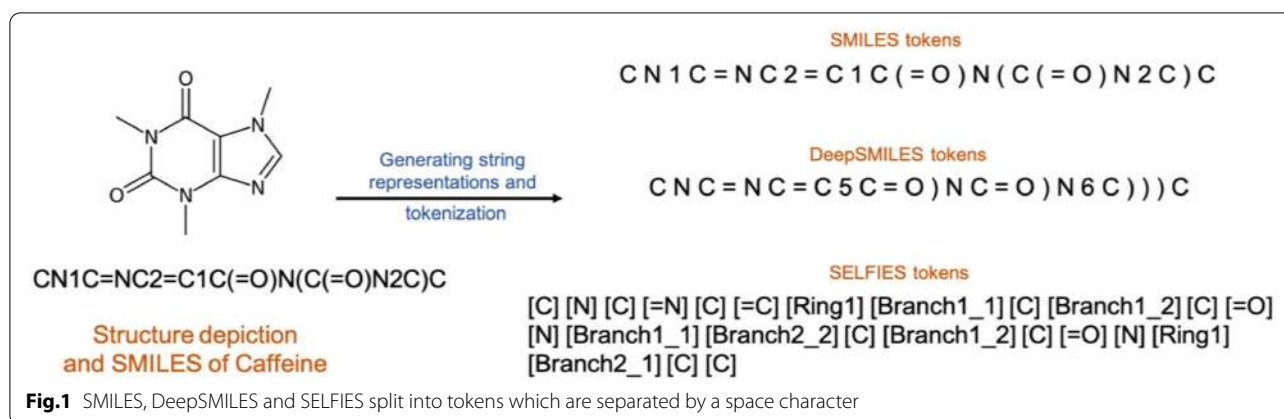 SMILES tokens
C N 1 C = N C 2 = C 1 C ( = O ) N ( C ( = O ) N 2 C ) C
O
N
N
O
N
N
Generating string
representations and
tokenization
DeepSMILES tokens
C N C = N C = C 5 C = O ) N C = O ) N 6 C ) ) ) C
CN1C=NC2=C1C(=O)N(C(=O)N2C)C
Structure depiction
and SMILES of Caffeine
SELFIES tokens
[C] [N] [C] [=N] [C] [=C] [Ring1] [Branch1_1] [C] [Branch1_2] [C] [=O]
[N] [Branch1_1] [Branch2_2] [C] [Branch1_2] [C] [=O] [N] [Ring1]
[Branch2_1] [C] [C]
Fig.1 SMILES, DeepSMILES and SELFIES split into tokens which are separated by a space character